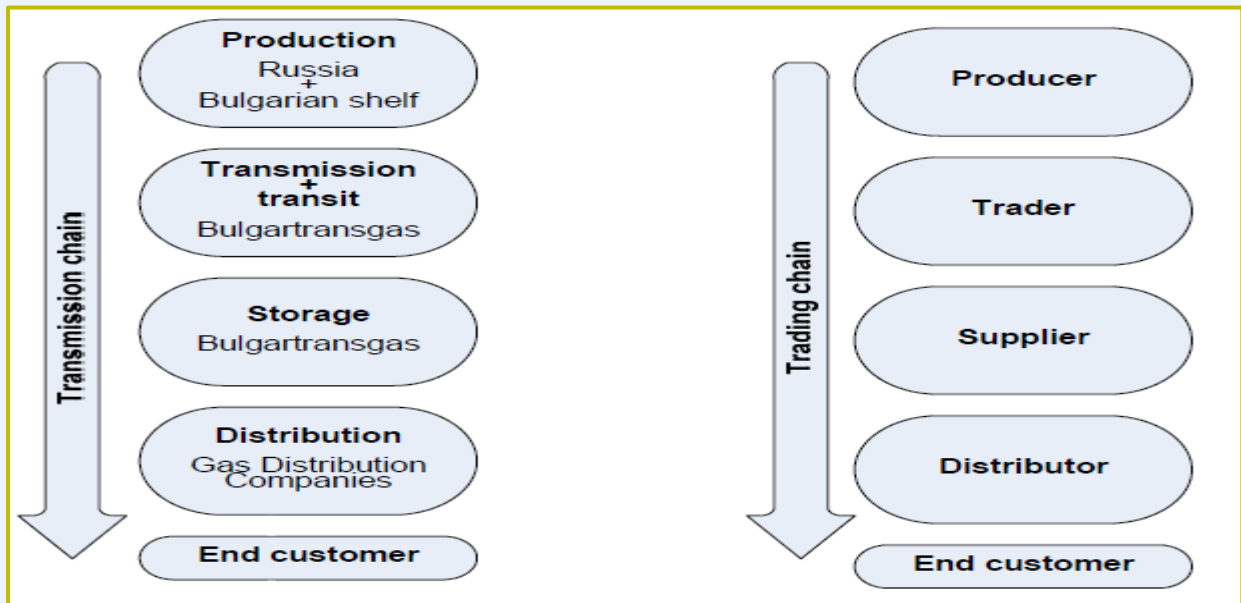 Transmission chain
Production
Russia
+
Bulgarian shelf
Transmission
+
transit
Bulgartransgas
Storage
Bulgartransgas
Distribution
Gas Distribution
Companies
End customer
Trading chain
Producer
Trader
Supplier
Distributor
End customer